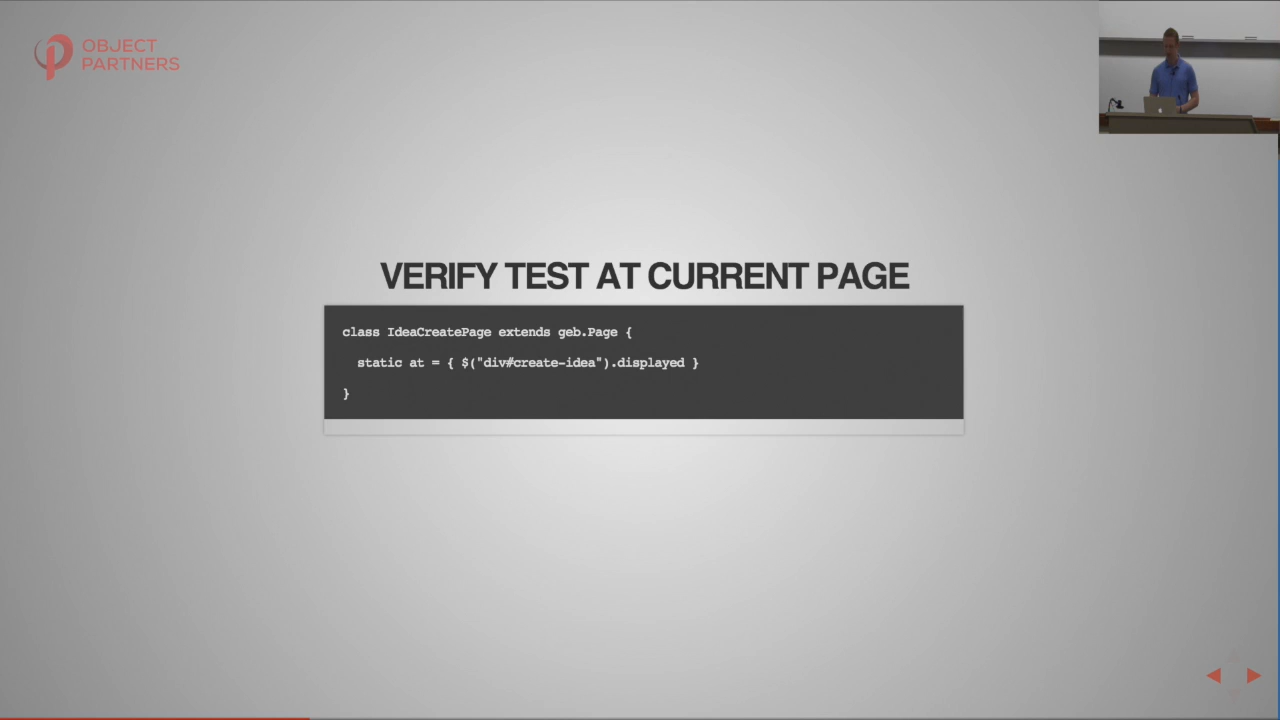 OBJECT
PARTNERS
VERIFY TEST AT CURRENT PAGE
class IdeaCreatePage extends geb.Page {
static at = { $("div#create-idea").displayed }
}